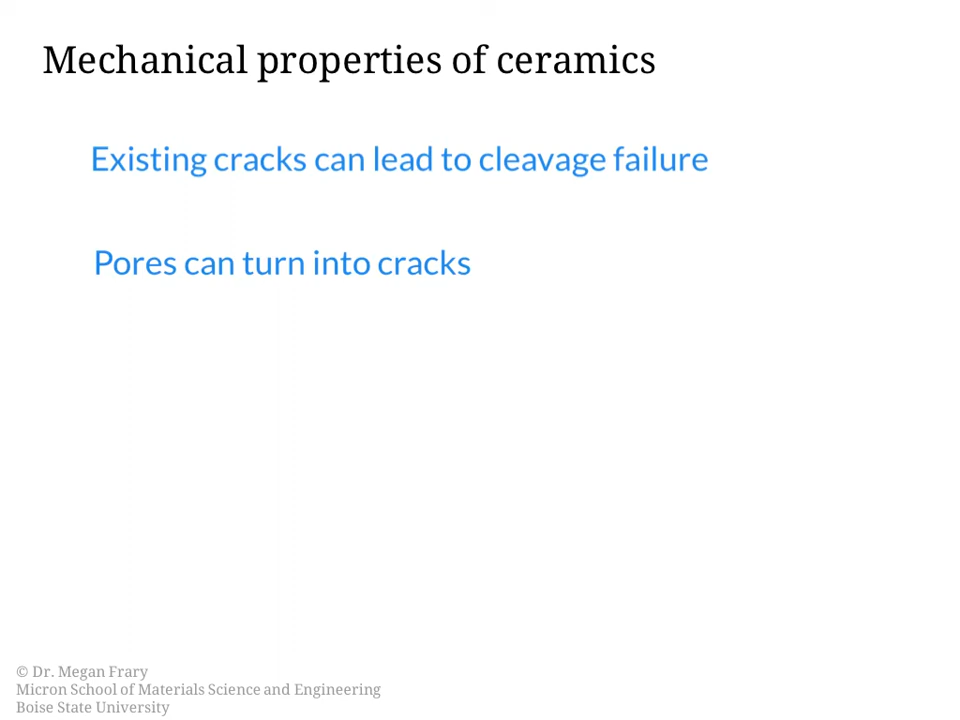 Mechanical properties of ceramics
Existing cracks can lead to cleavage failure
Pores can turn into cracks
© Dr. Megan Frary
Micron School of Materials Science and Engineering
Boise State University